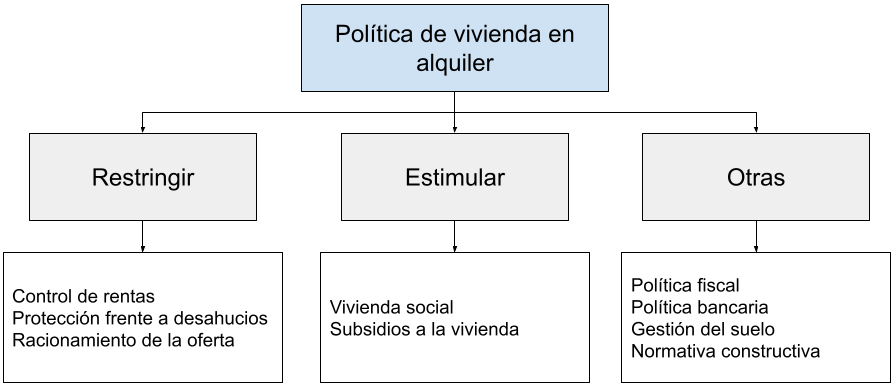 Política de vivienda en
alquiler
Restringir
Estimular
Otras
Control de rentas
Protección frente a desahucios
Racionamiento de la oferta
Vivienda social
Subsidios a la vivienda
Política fiscal
Política bancaria
Gestión del suelo
Normativa constructiva